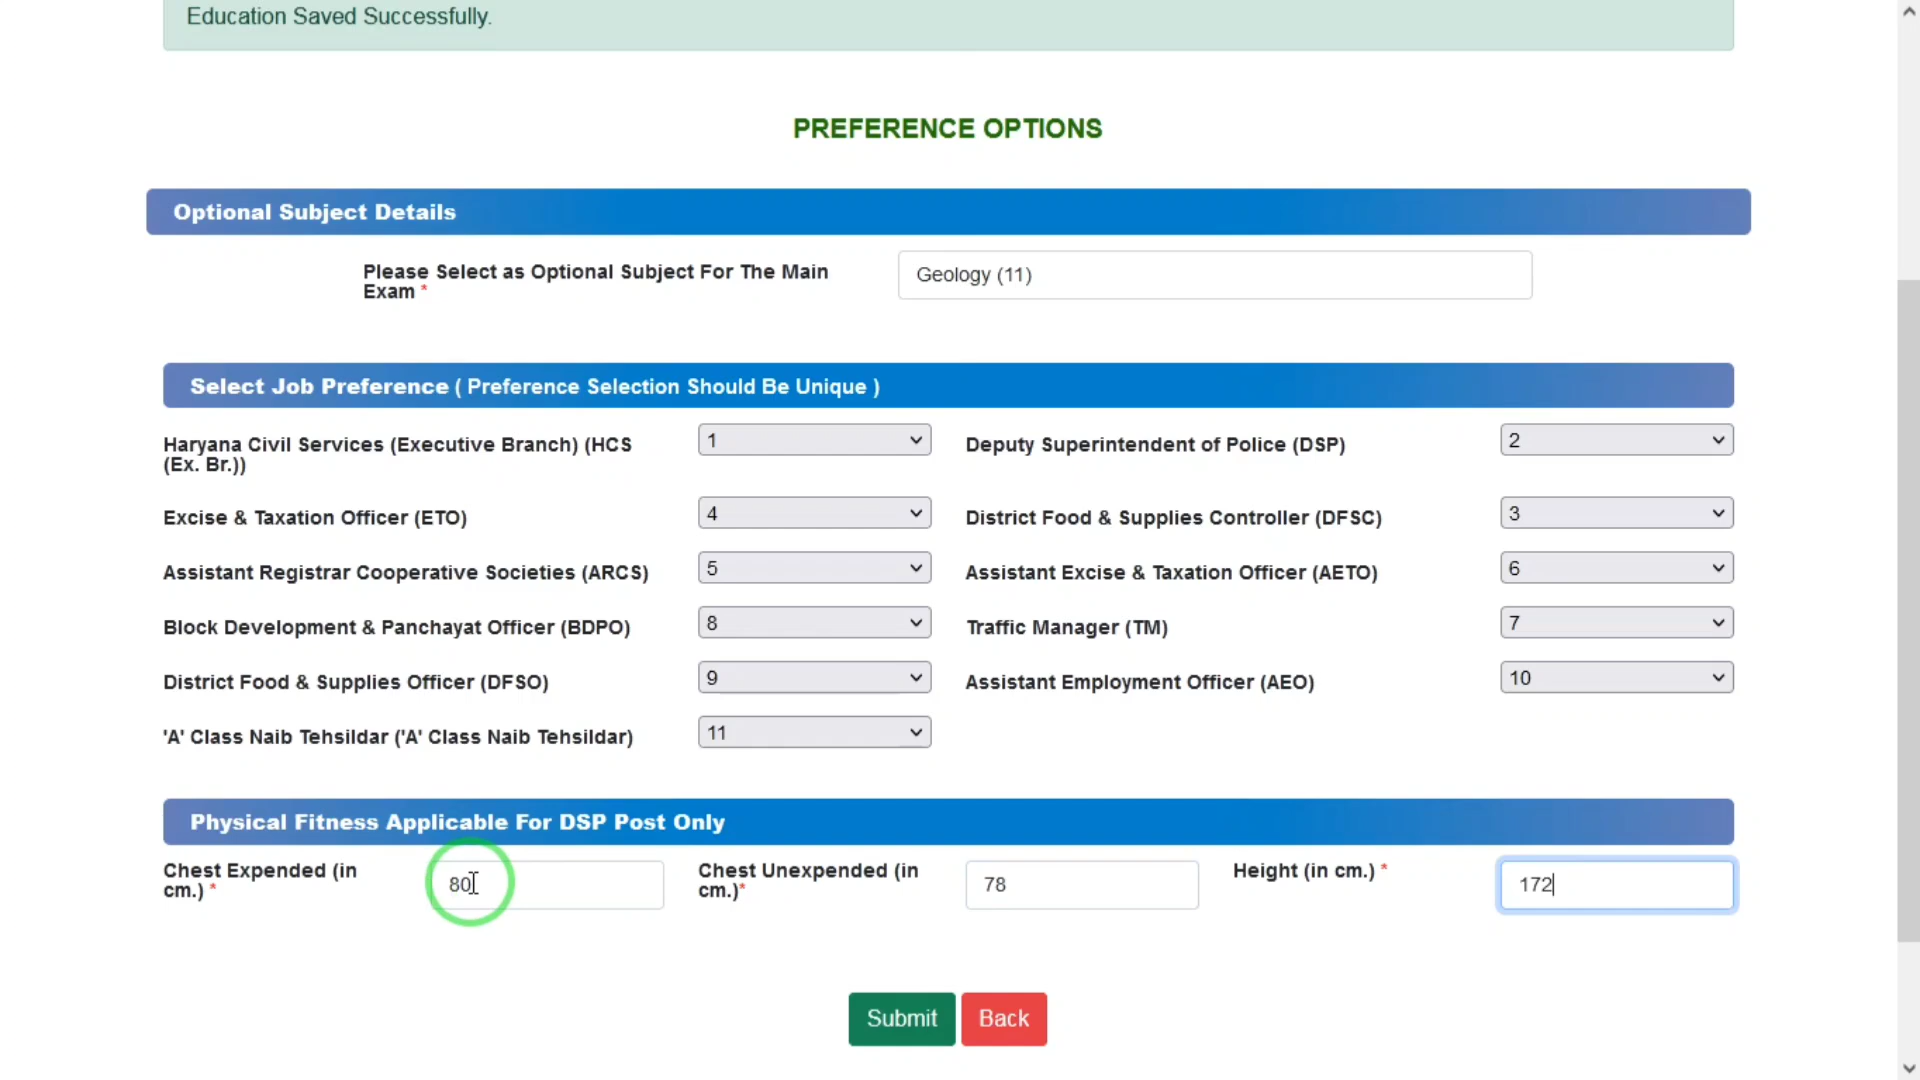 Education Saved Successfully.
PREFERENCE OPTIONS
Optional Subject Details
Please Select as Optional Subject For The Main
Exam *
Geology (11)
Select Job Preference ( Preference Selection Should Be Unique )
Haryana Civil Services (Executive Branch) (HCS
(Ex. Br.))
1
Deputy Superintendent of Police (DSP)
2
Excise & Taxation Officer (ETO)
4
District Food & Supplies Controller (DFSC)
3
Assistant Registrar Cooperative Societies (ARCS)
5
Assistant Excise & Taxation Officer (AETO)
6
Block Development & Panchayat Officer (BDPO)
8
Traffic Manager (TM)
7
District Food & Supplies Officer (DFSO)
9
Assistant Employment Officer (AEO)
10
'A' Class Naib Tehsildar ('A' Class Naib Tehsildar)
11
Physical Fitness Applicable For DSP Post Only
Chest Expended (in
cm.) *
80
Chest Unexpended (in
cm.)*
78
Height (in cm.) *
172
Submit
Back